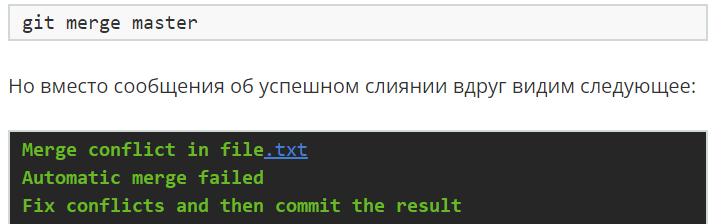 git merge master
Но вместо сообщения об успешном слиянии вдруг видим следующее:
Merge conflict in file.txt
Automatic merge failed
Fix conflicts and then commit the result